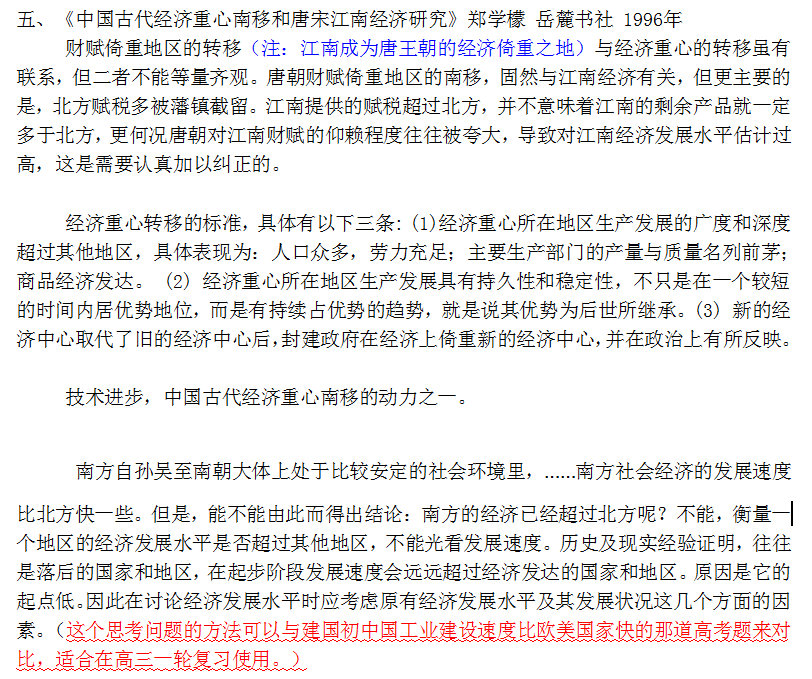 五、《中国古代经济重心南移和唐宋江南经济研究》郑学檬 岳麓书社 1996年
财赋倚重地区的转移（注：江南成为唐王朝的经济倚重之地）与经济重心的转移虽有
联系，但二者不能等量齐观。唐朝财赋倚重地区的南移，固然与江南经济有关，但更主要的
是，北方赋税多被藩镇截留。江南提供的赋税超过北方，并不意味着江南的剩余产品就一定
多于北方，更何况唐朝对江南财赋的仰赖程度往往被夸大，导致对江南经济发展水平估计过
高，这是需要认真加以纠正的。
经济重心转移的标准，具体有以下三条：(1)经济重心所在地区生产发展的广度和深度
超过其他地区，具体表现为：人口众多，劳力充足；主要生产部门的产量与质量名列前茅；
商品经济发达。 (2) 经济重心所在地区生产发展具有持久性和稳定性，不只是在一个较短
的时间内居优势地位，而是有持续占优势的趋势，就是说其优势为后世所继承。(3) 新的经
济中心取代了旧的经济中心后，封建政府在经济上倚重新的经济中心，并在政治上有所反映。
技术进步，中国古代经济重心南移的动力之一。
南方自孙吴至南朝大体上处于比较安定的社会环境里，……南方社会经济的发展速度
比北方快一些。但是，能不能由此而得出结论：南方的经济已经超过北方呢？不能，衡量一
个地区的经济发展水平是否超过其他地区，不能光看发展速度。历史及现实经验证明，往往
是落后的国家和地区，在起步阶段发展速度会远远超过经济发达的国家和地区。原因是它的
起点低。因此在讨论经济发展水平时应考虑原有经济发展水平及其发展状况这几个方面的因
素。（这个思考问题的方法可以与建国初中国工业建设速度比欧美国家快的那道高考题来对
比，适合在高三一轮复习使用。）